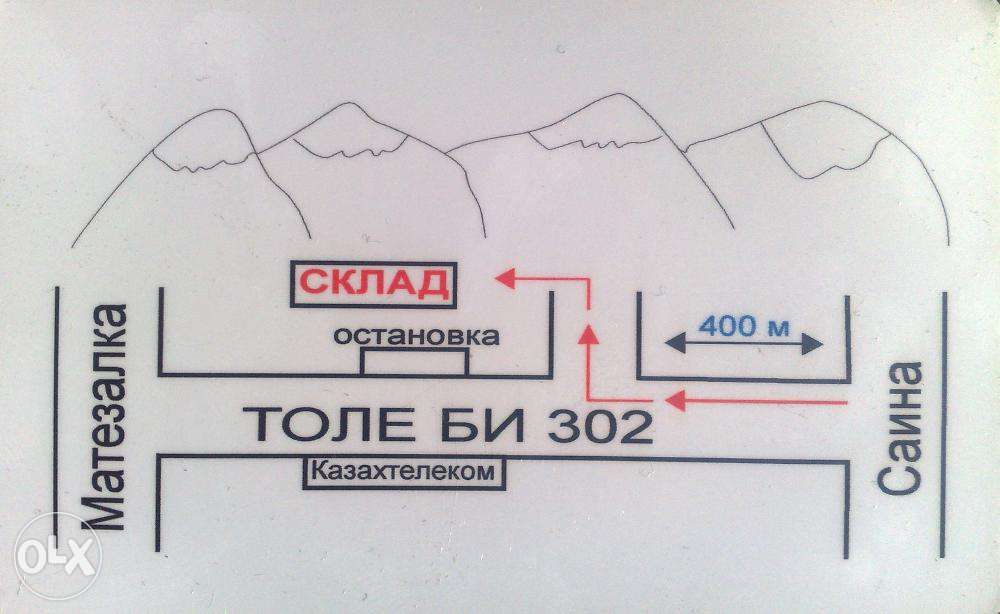 СКЛАД
остановка
400 м
ТОЛЕ БИ 302
Казахтелеком
Матезалка
Саина
OLX